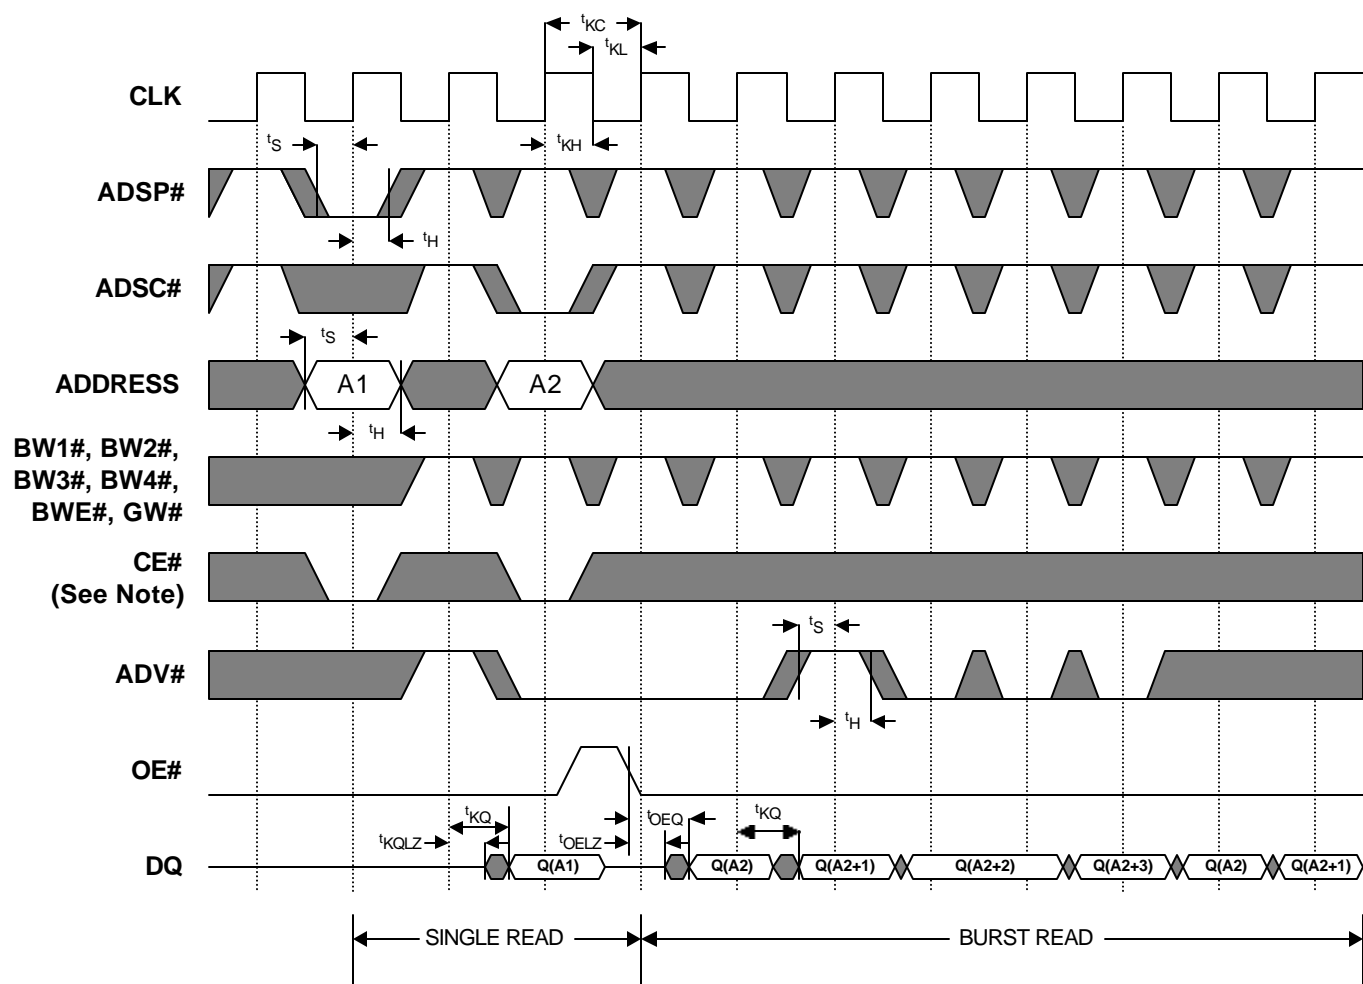 tKC
tKL
CLK
tS
tKH
ADSP#
tH
ADSC#
tS
ADDRESS
A1
A2
tH
BW1#, BW2#,
BW3#, BW4#,
BWE#, GW#
CE#
(See Note)
tS
ADV#
tH
OE#
tKQ
tOEQ
tKQ
tKQLZ
tOELZ
DQ
Q(A1)
Q(A2)
Q(A2+1)
Q(A2+2)
Q(A2+3)
Q(A2)
Q(A2+1)
SINGLE READ
BURST READ